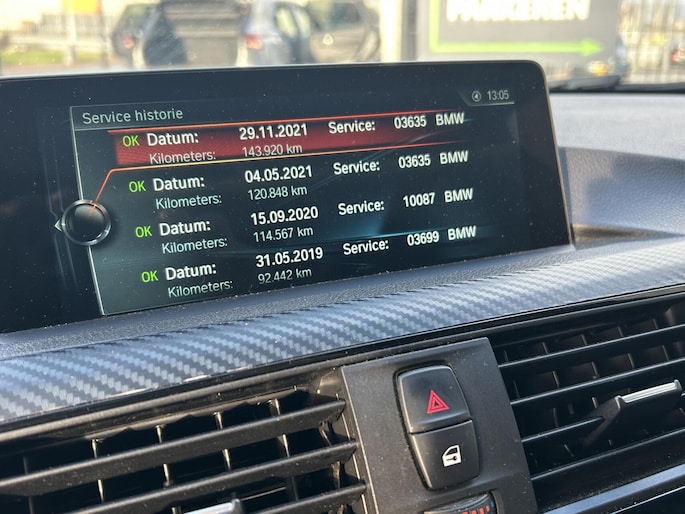 PARKEREN
13:05
Service historie
OK Datum: 29.11.2021 Service: 03635 BMW
Kilometers: 143.920 km
OK Datum: 04.05.2021 Service: 03635 BMW
Kilometers: 120.848 km
OK Datum: 15.09.2020 Service: 10087 BMW
Kilometers: 114.567 km
OK Datum: 31.05.2019 Service: 03699 BMW
Kilometers: 92.442 km